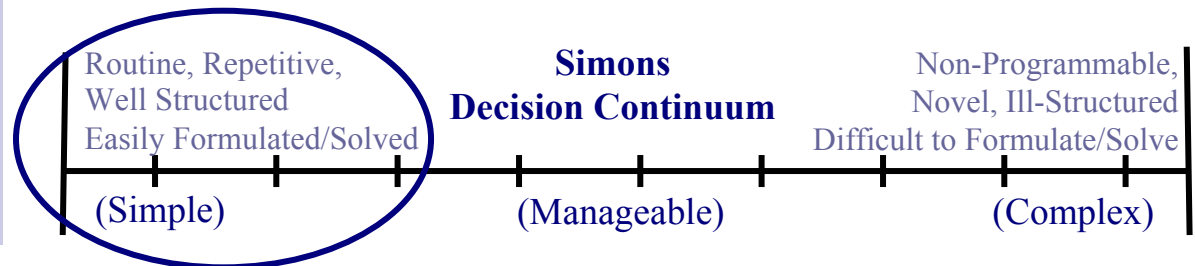 Routine, Repetitive,
Well Structured
Easily Formulated/Solved
Simons
Decision Continuum
Non-Programmable,
Novel, Ill-Structured
Difficult to Formulate/Solve
(Simple)
(Manageable)
(Complex)